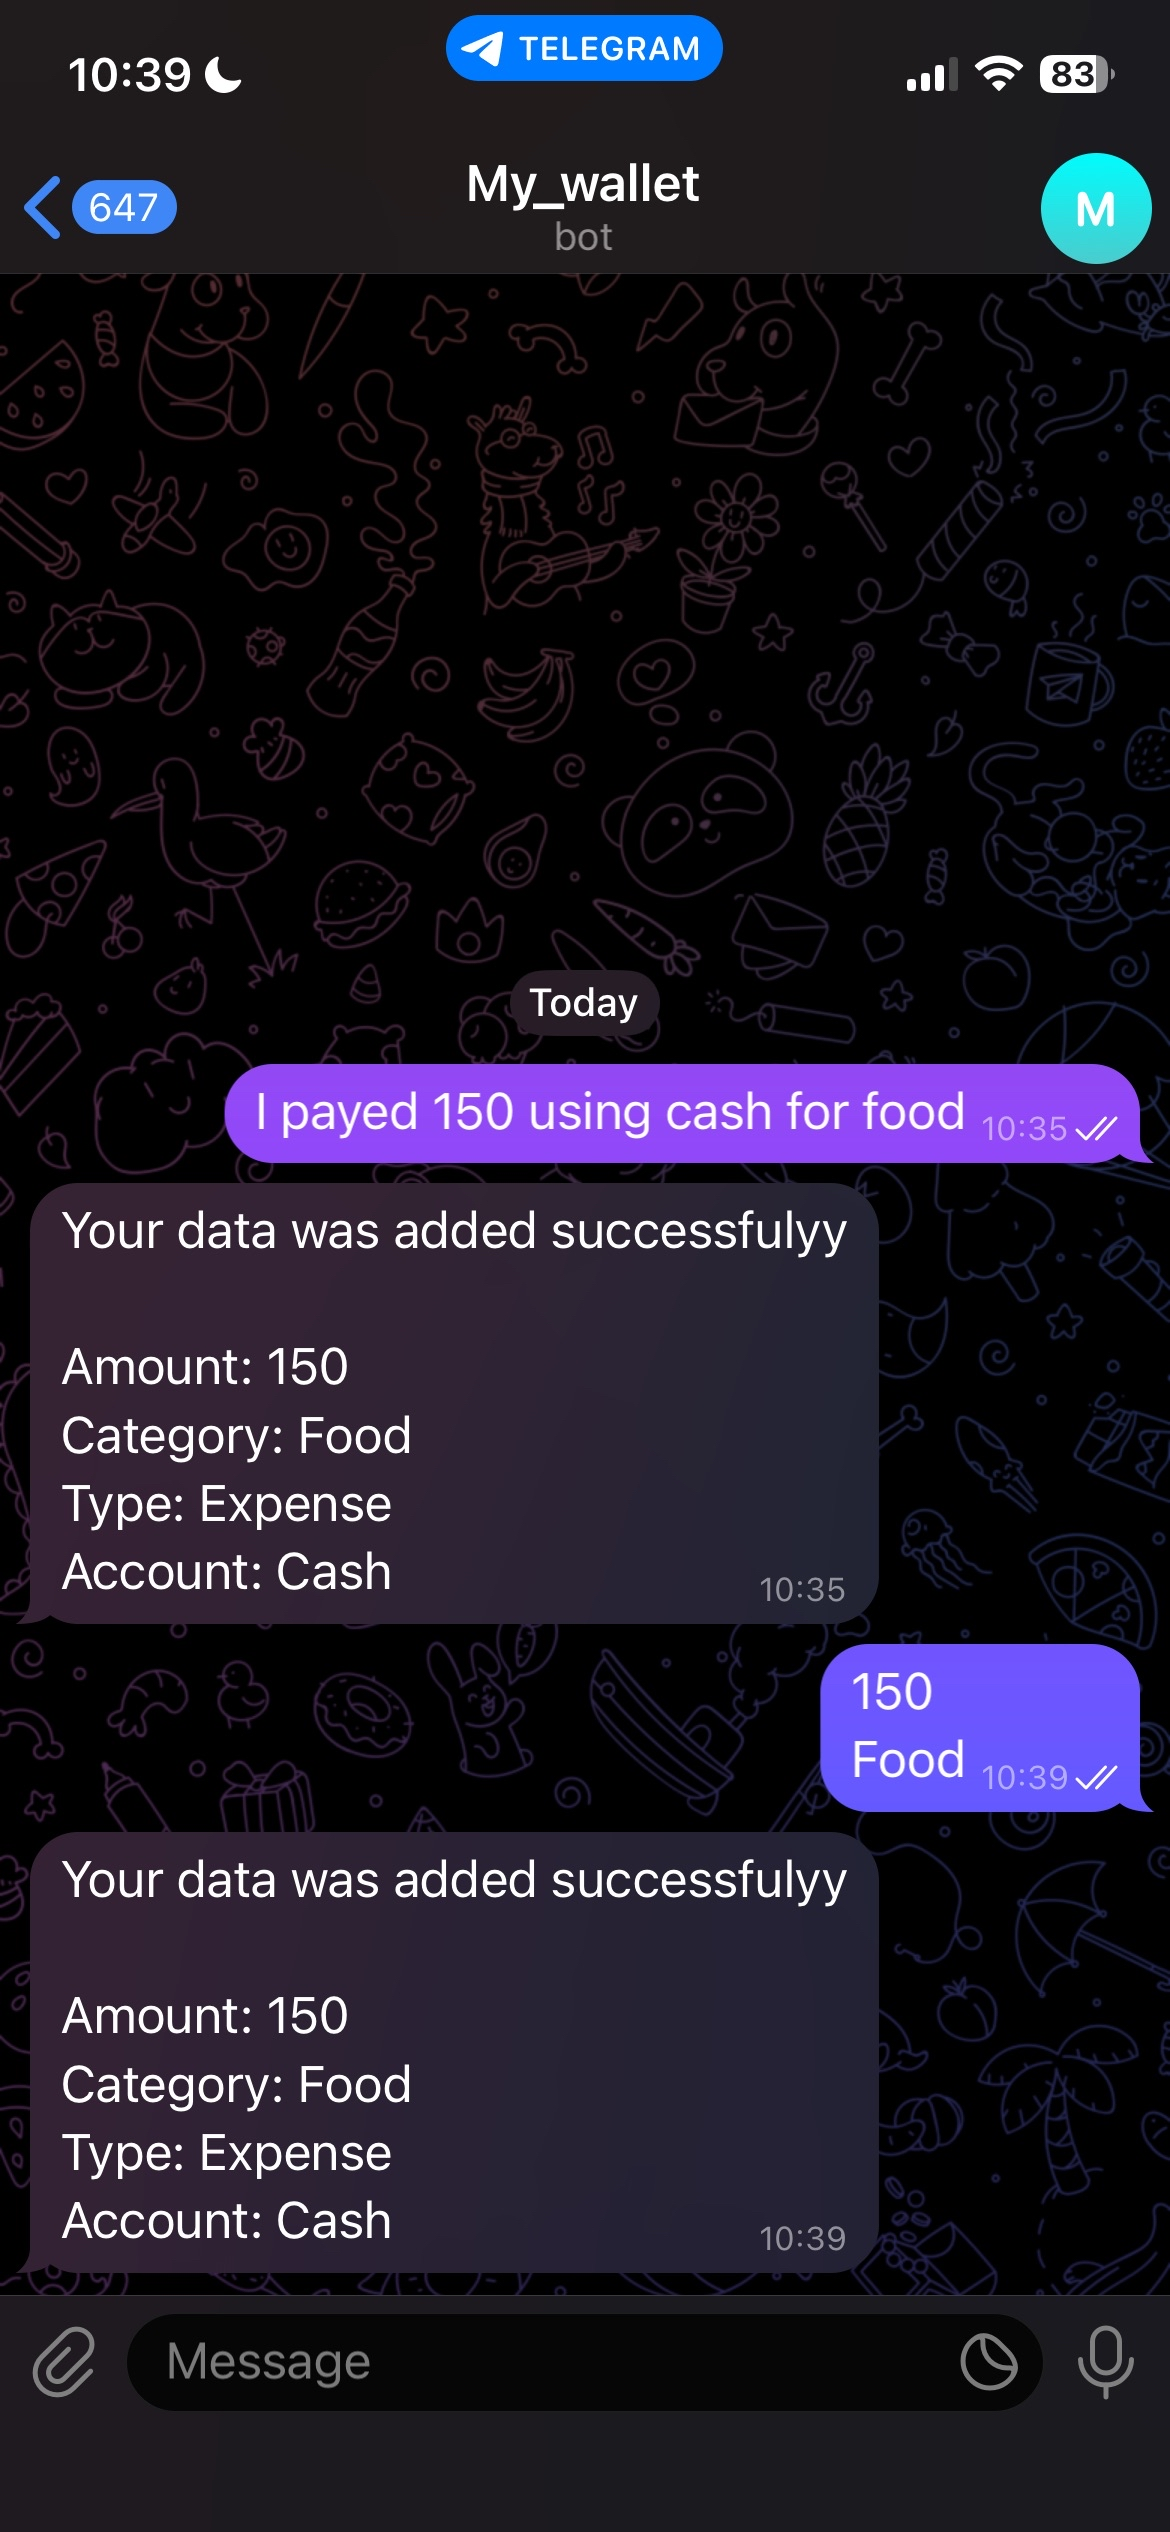 10:39
TELEGRAM
83
647
My_wallet
bot
M
Today
I payed 150 using cash for food 10:35
Your data was added successfulyy
Amount: 150
Category: Food
Type: Expense
Account: Cash
10:35
150
Food 10:39
Your data was added successfulyy
Amount: 150
Category: Food
Type: Expense
Account: Cash
10:39
Message